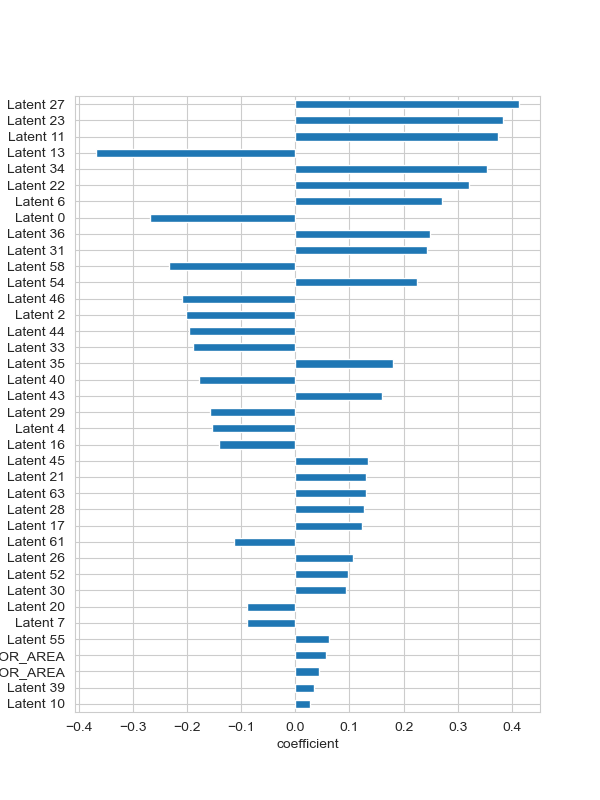 Latent 27
Latent 23
Latent 11
Latent 13
Latent 34
Latent 22
Latent 6
Latent 0
Latent 36
Latent 31
Latent 58
Latent 54
Latent 46
Latent 2
Latent 44
Latent 33
Latent 35
Latent 40
Latent 43
Latent 29
Latent 4
Latent 16
Latent 45
Latent 21
Latent 63
Latent 28
Latent 17
Latent 61
Latent 26
Latent 52
Latent 30
Latent 20
Latent 7
Latent 55
OR_AREA
OR_AREA
Latent 39
Latent 10
−0.4 −0.3 −0.2 −0.1 0.0 0.1 0.2 0.3 0.4
coefficient